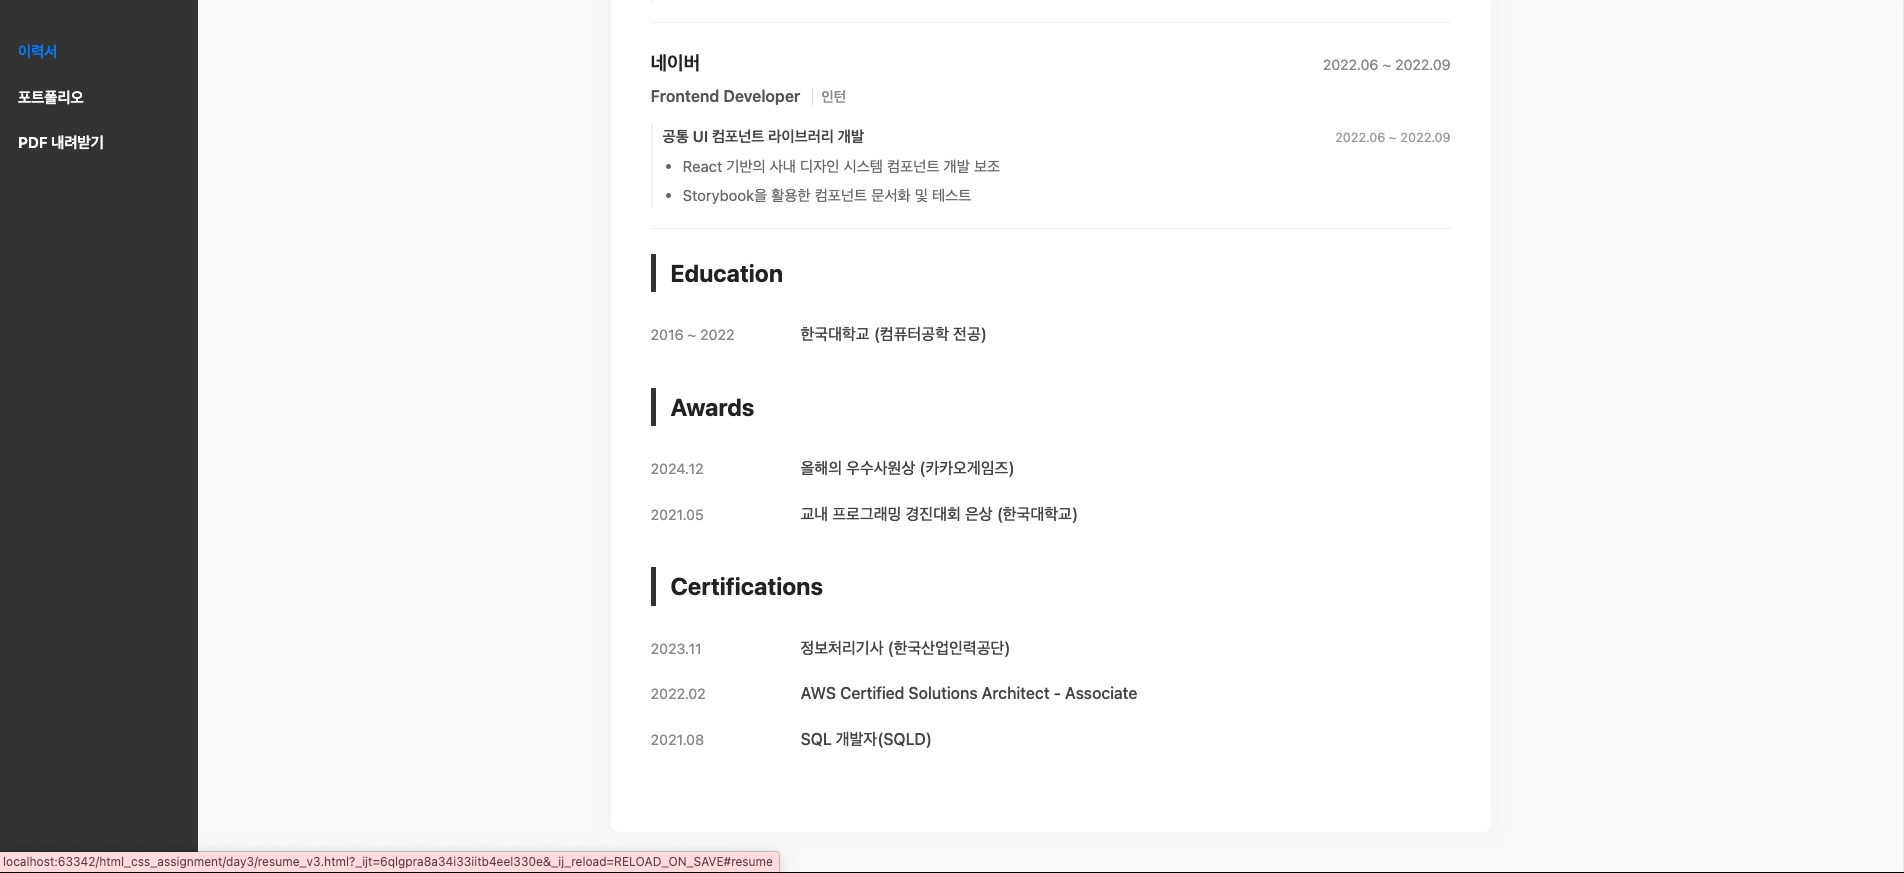 이력서
포트폴리오
PDF 내려받기
네이버 2022.06 ~ 2022.09
Frontend Developer 인턴
공통 UI 컴포넌트 라이브러리 개발 2022.06 ~ 2022.09
• React 기반의 사내 디자인 시스템 컴포넌트 개발 보조
• Storybook을 활용한 컴포넌트 문서화 및 테스트
Education
2016 ~ 2022 한국대학교 (컴퓨터공학 전공)
Awards
2024.12 올해의 우수사원상 (카카오게임즈)
2021.05 교내 프로그래밍 경진대회 은상 (한국대학교)
Certifications
2023.11 정보처리기사 (한국산업인력공단)
2022.02 AWS Certified Solutions Architect - Associate
2021.08 SQL 개발자(SQLD)
localhost:63342/html_css_assignment/day3/resume_v3.html?_ijt=6qlgpra8a34i33iitb4eel330e&_ij_reload=RELOAD_ON_SAVE#resume